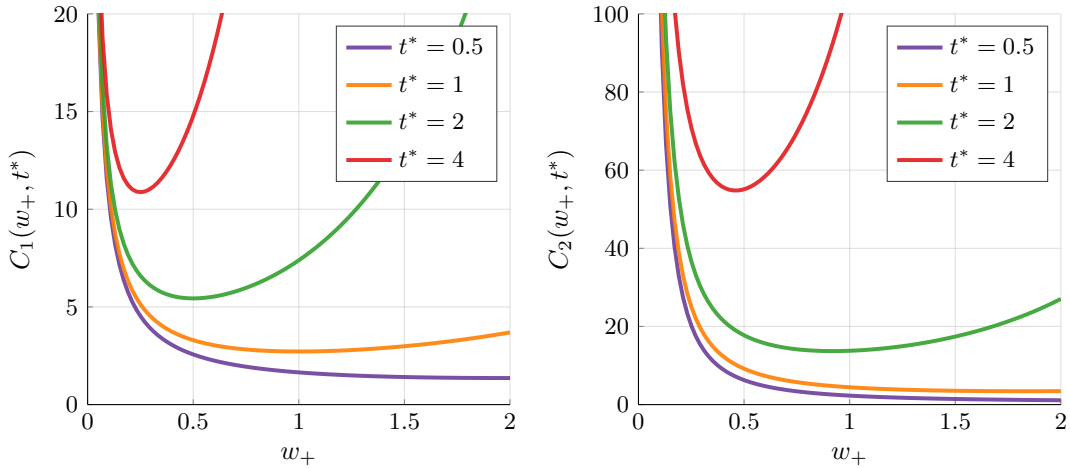 20
15
10
5
0
C₁(w₊, t*)
0
0.5
1
1.5
2
w₊
t* = 0.5
t* = 1
t* = 2
t* = 4
100
80
60
40
20
0
C₂(w₊, t*)
0
0.5
1
1.5
2
w₊
t* = 0.5
t* = 1
t* = 2
t* = 4